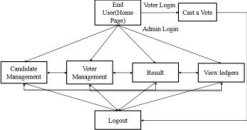 End
User(Home
Page)
Voter Login
Cast a Vote
Admin Login
Candidate
Management
Voter
Management
Result
View ledgers
Logout